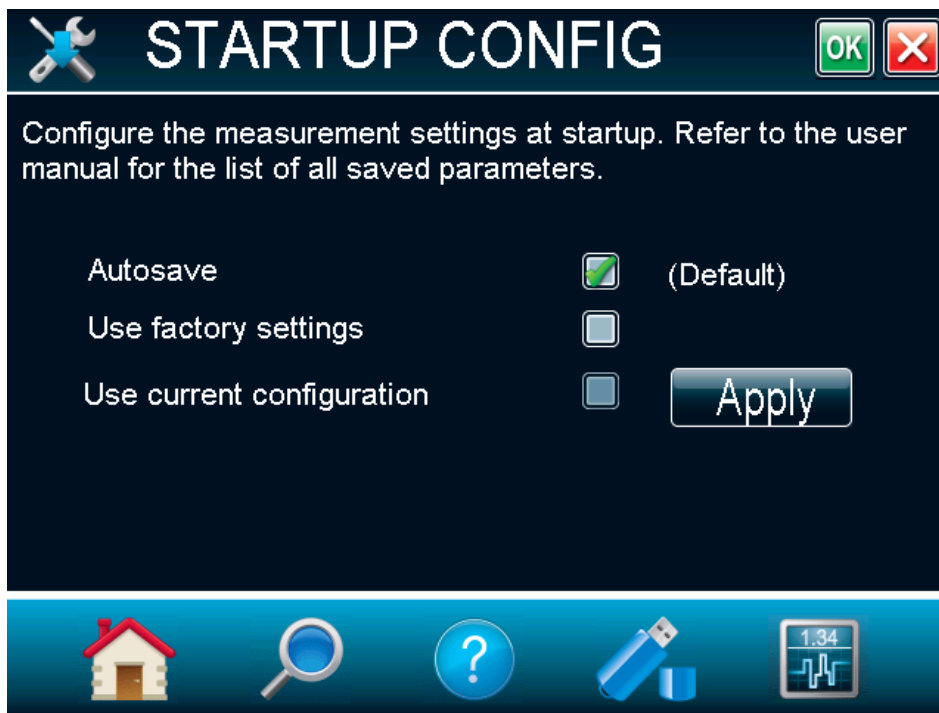 STARTUP CONFIG
OK
Configure the measurement settings at startup. Refer to the user
manual for the list of all saved parameters.
Autosave (Default)
Use factory settings
Use current configuration Apply
?
1.34